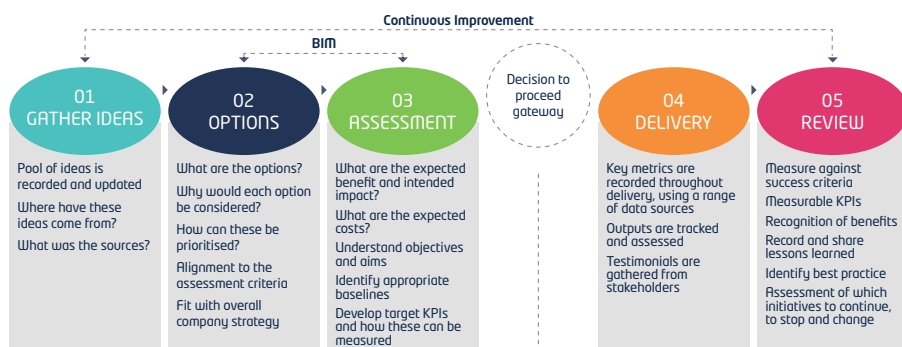 Continuous Improvement
BIM
01
GATHER IDEAS
Pool of ideas is
recorded and updated
Where have these
ideas come from?
What was the sources?
02
OPTIONS
What are the options?
Why would each option
be considered?
How can these be
prioritised?
Alignment to the
assessment criteria
Fit with overall
company strategy
03
ASSESSMENT
What are the expected
benefit and intended
impact?
What are the expected
costs?
Understand objectives
and aims
Identify appropriate
baselines
Develop target KPIs
and how these can be
measured
Decision to
proceed
gateway
04
DELIVERY
Key metrics are
recorded throughout
delivery, using a range
of data sources
Outputs are tracked
and assessed
Testimonials are
gathered from
stakeholders
05
REVIEW
Measure against
success criteria
Measurable KPIs
Recognition of benefits
Record and share
lessons learned
Identify best practice
Assessment of which
initiatives to continue,
to stop and change